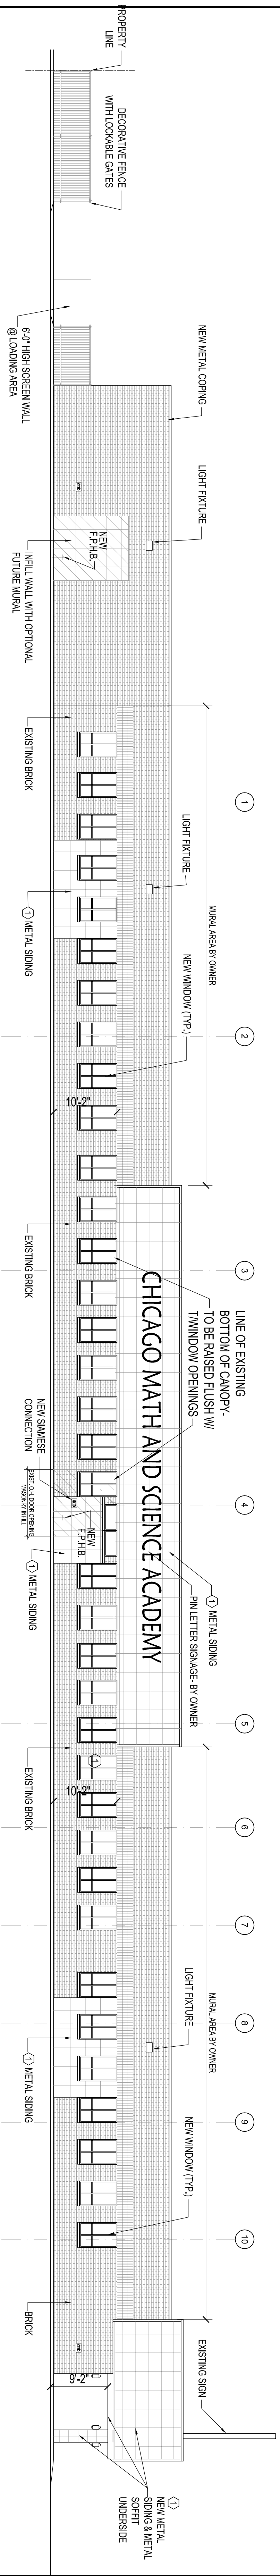 PROPERTY
LINE
DECORATIVE FENCE
WITH LOCKABLE GATES
6'-0" HIGH SCREEN WALL
@ LOADING AREA
NEW METAL COPING
LIGHT FIXTURE
NEW
F.P.H.B.
INFILL WALL WITH OPTIONAL
FUTURE MURAL
EXISTING BRICK
1
MURAL AREA BY OWNER
LIGHT FIXTURE
1 METAL SIDING
2
NEW WINDOW (TYP.)
10'-2"
EXISTING BRICK
3
LINE OF EXISTING
BOTTOM OF CANOPY-
TO BE RAISED FLUSH W/
T/WINDOW OPENINGS
CHICAGO MATH AND SCIENCE ACADEMY
4
1 METAL SIDING
PIN LETTER SIGNAGE- BY OWNER
NEW SIAMESE
CONNECTION
EXIST. O.H. DOOR OPENING
MASONRY INFILL
NEW
F.P.H.B.
1 METAL SIDING
5
EXISTING BRICK
1
10'-2"
6
7
MURAL AREA BY OWNER
8
LIGHT FIXTURE
1 METAL SIDING
9
NEW WINDOW (TYP.)
10
BRICK
9'-2"
EXISTING SIGN
1
NEW METAL
SIDING & METAL
SOFFIT
UNDERSIDE